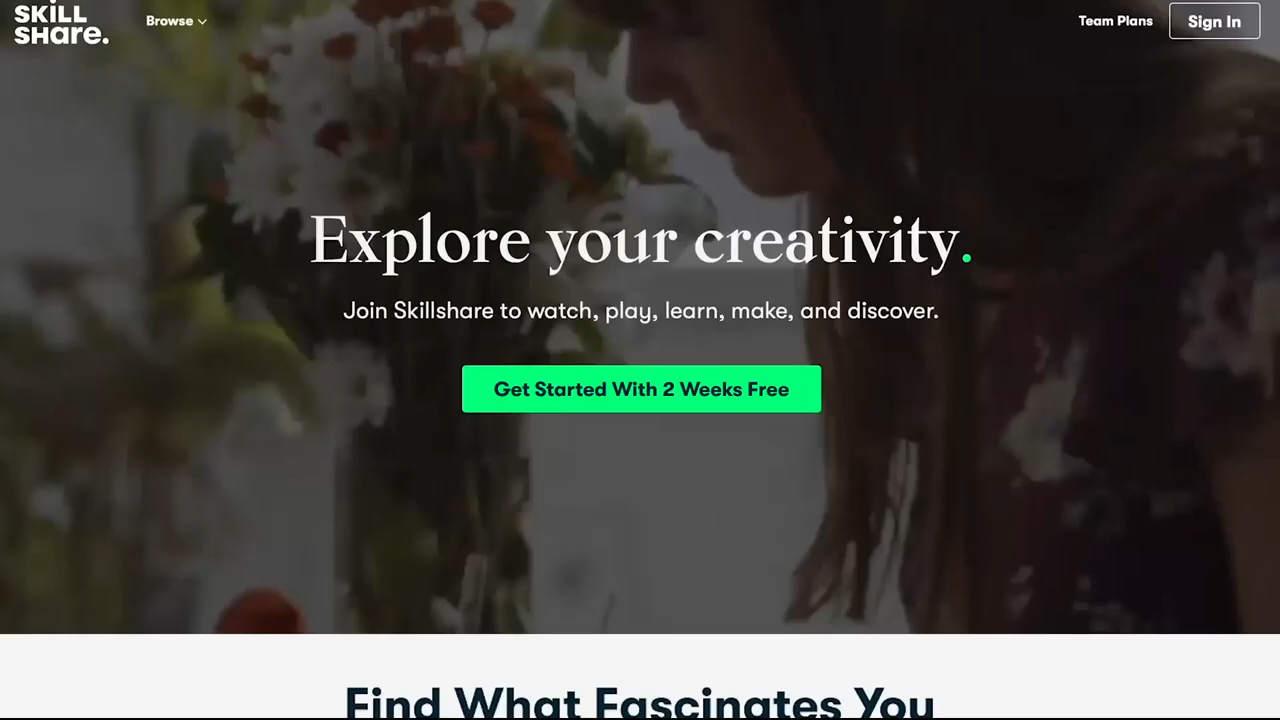 SKILL
SHare.
Browse
Team Plans
Sign In
Explore your creativity.
Join Skillshare to watch, play, learn, make, and discover.
Get Started With 2 Weeks Free
Find What Fascinates You